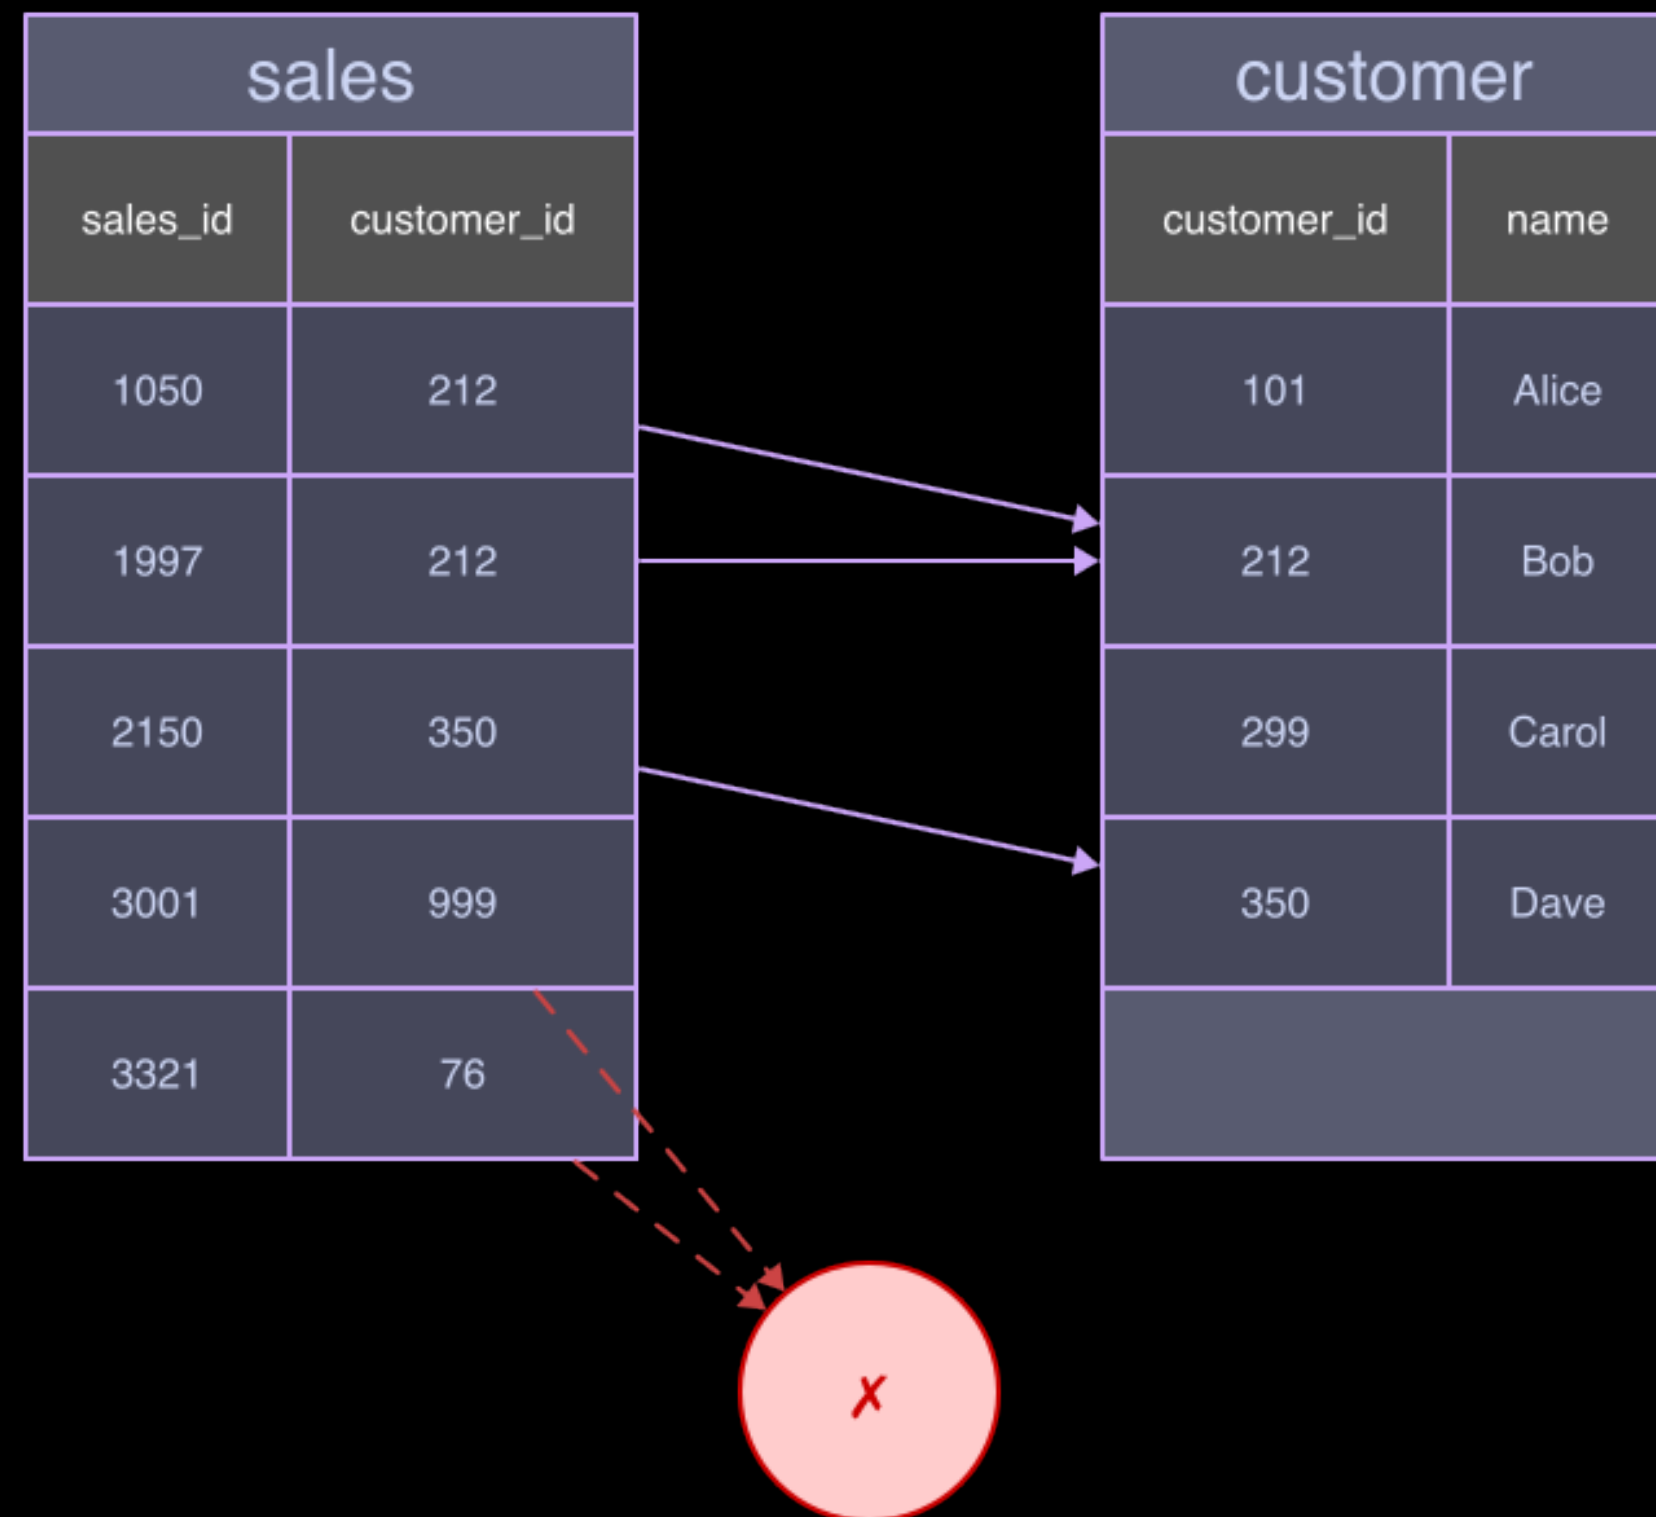 sales
sales_id customer_id
1050 212
1997 212
2150 350
3001 999
3321 76
customer
customer_id name
101 Alice
212 Bob
299 Carol
350 Dave
✗